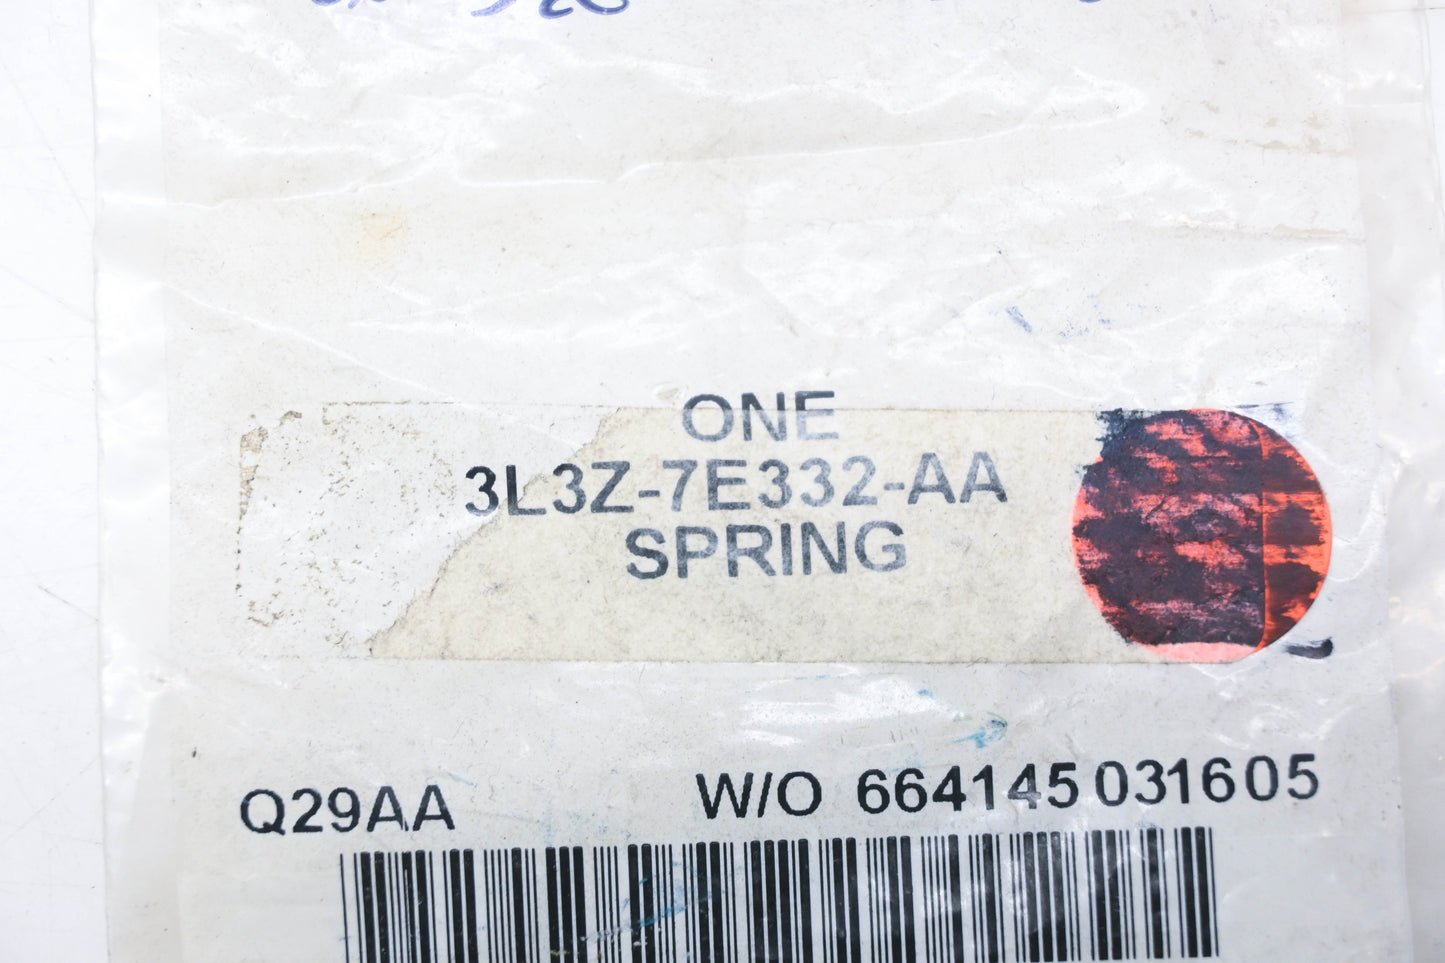 ONE
3L3Z-7E332-AA
SPRING
Q29AA W/O 664145 031605